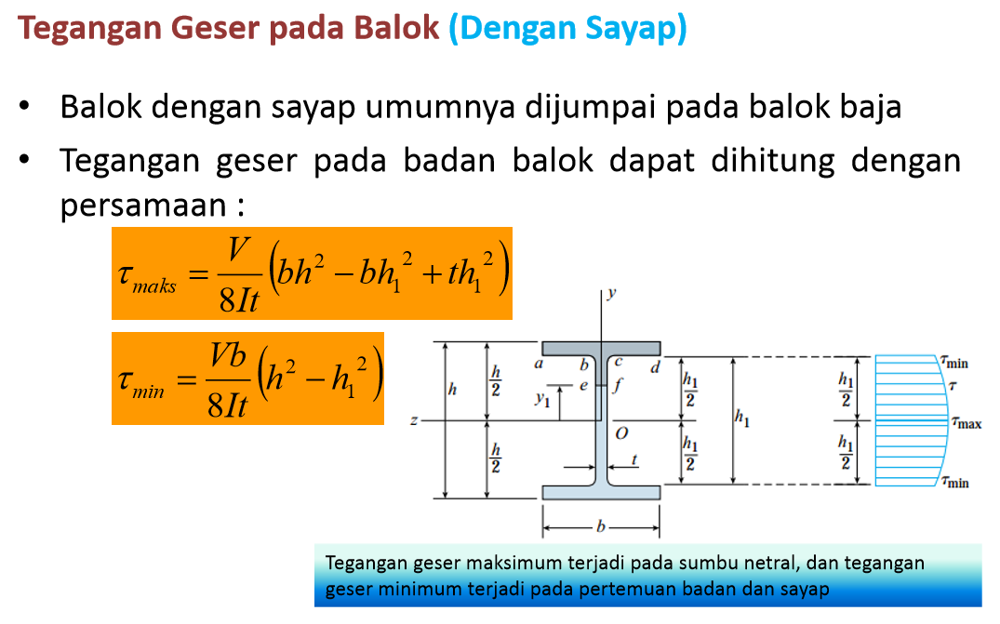 Tegangan Geser pada Balok (Dengan Sayap)
• Balok dengan sayap umumnya dijumpai pada balok baja
• Tegangan geser pada badan balok dapat dihitung dengan
persamaan :
τ_maks = V/8It (bh² − bh₁² + th₁²)
τ_min = Vb/8It (h² − h₁²)
y
a b c d
e f
y₁
h
h/2
h/2
z
O
t
b
h₁/2
h₁/2
h₁
h₁/2
h₁/2
τmin
τ
τmax
τmin
Tegangan geser maksimum terjadi pada sumbu netral, dan tegangan
geser minimum terjadi pada pertemuan badan dan sayap